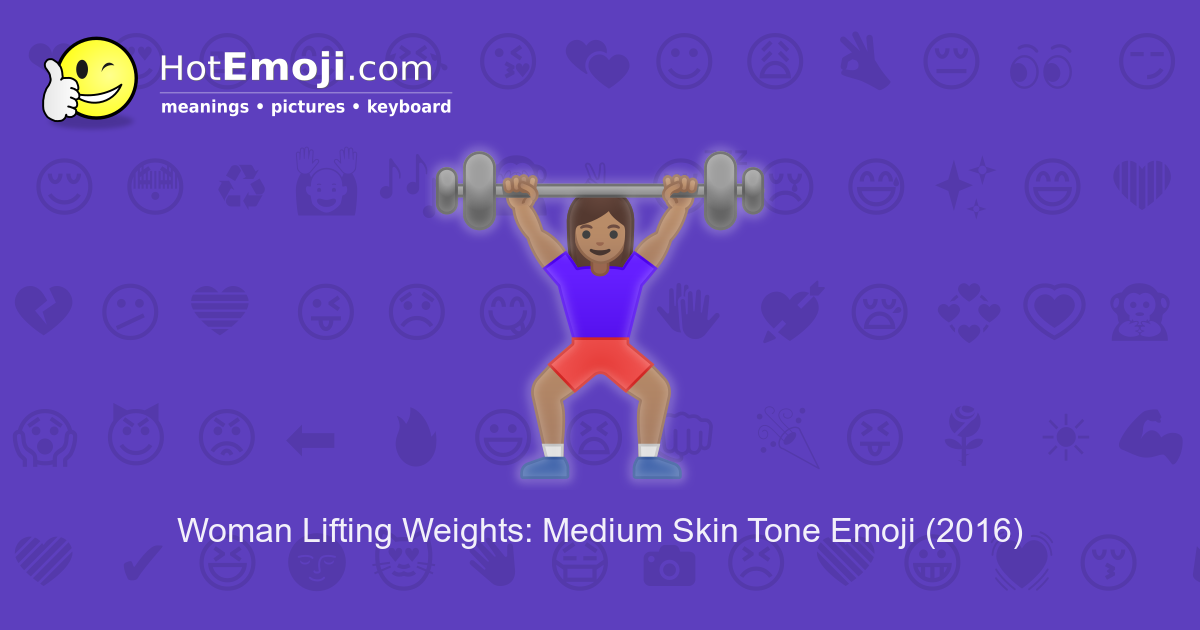 HotEmoji.com
meanings • pictures • keyboard
Woman Lifting Weights: Medium Skin Tone Emoji (2016)